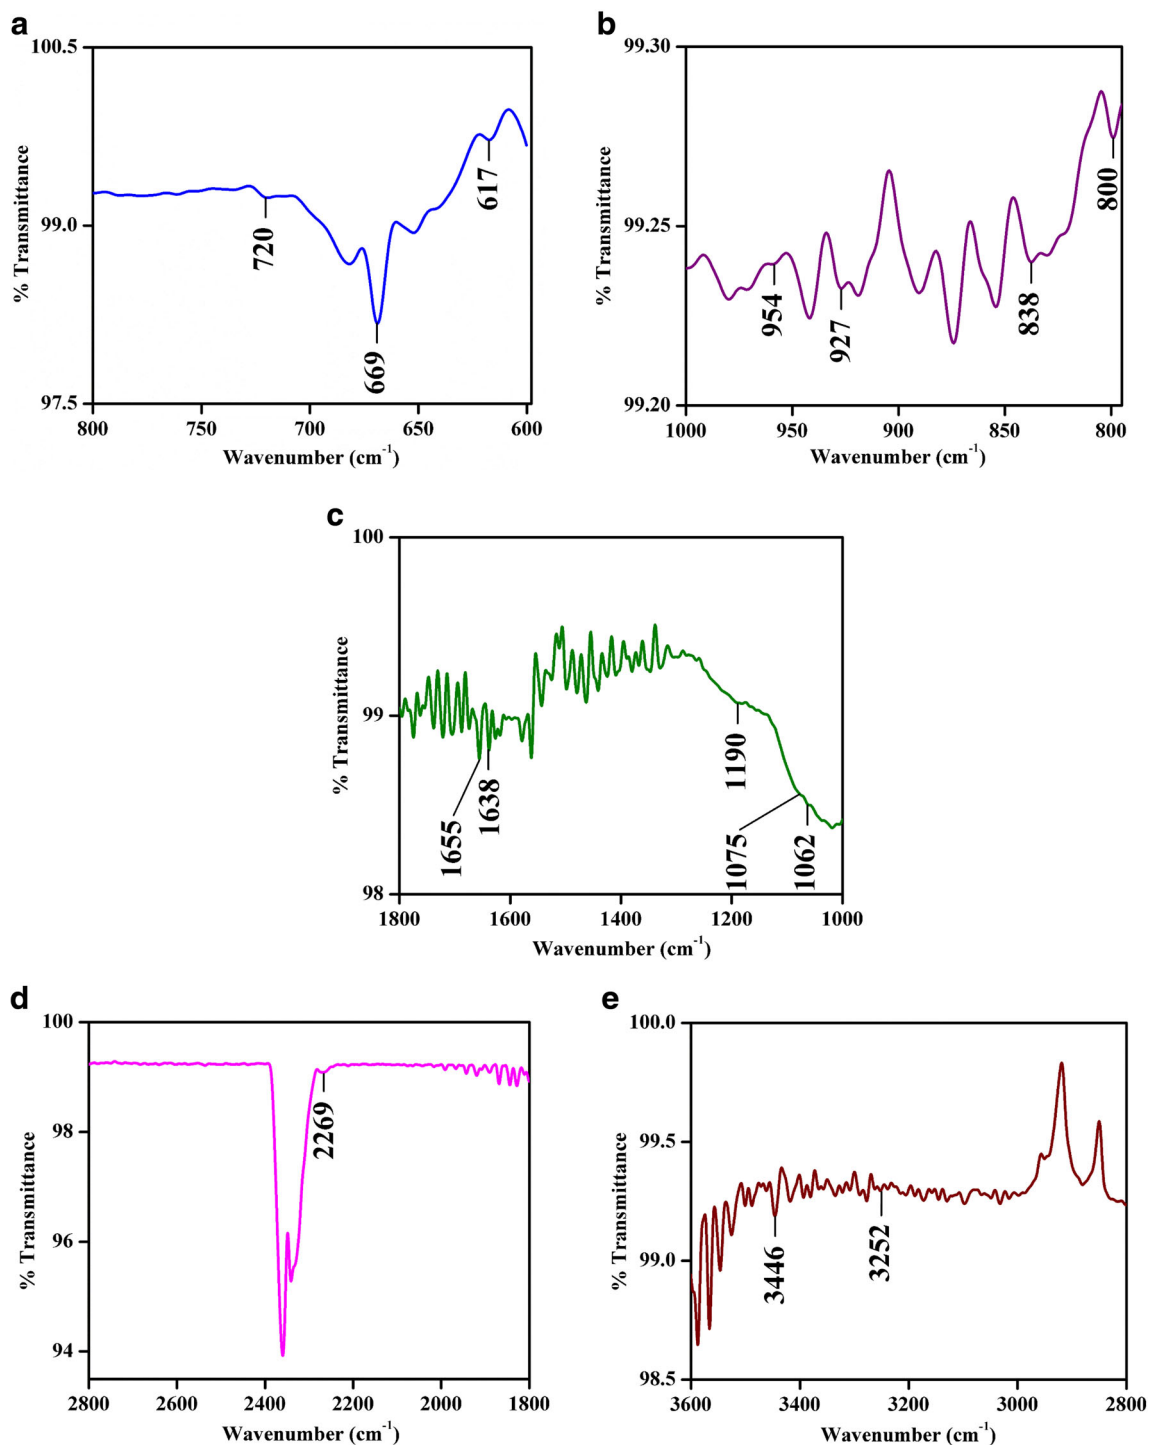 a
100.5
99.0
97.5
% Transmittance
720
669
617
800 750 700 650 600
Wavenumber (cm⁻¹)
b
99.30
99.25
99.20
% Transmittance
954
927
838
800
1000 950 900 850 800
Wavenumber (cm⁻¹)
c
100
99
98
% Transmittance
1655
1638
1190
1075
1062
1800 1600 1400 1200 1000
Wavenumber (cm⁻¹)
d
100
98
96
94
% Transmittance
2269
2800 2600 2400 2200 2000 1800
Wavenumber (cm⁻¹)
e
100.0
99.5
99.0
98.5
% Transmittance
3446
3252
3600 3400 3200 3000 2800
Wavenumber (cm⁻¹)